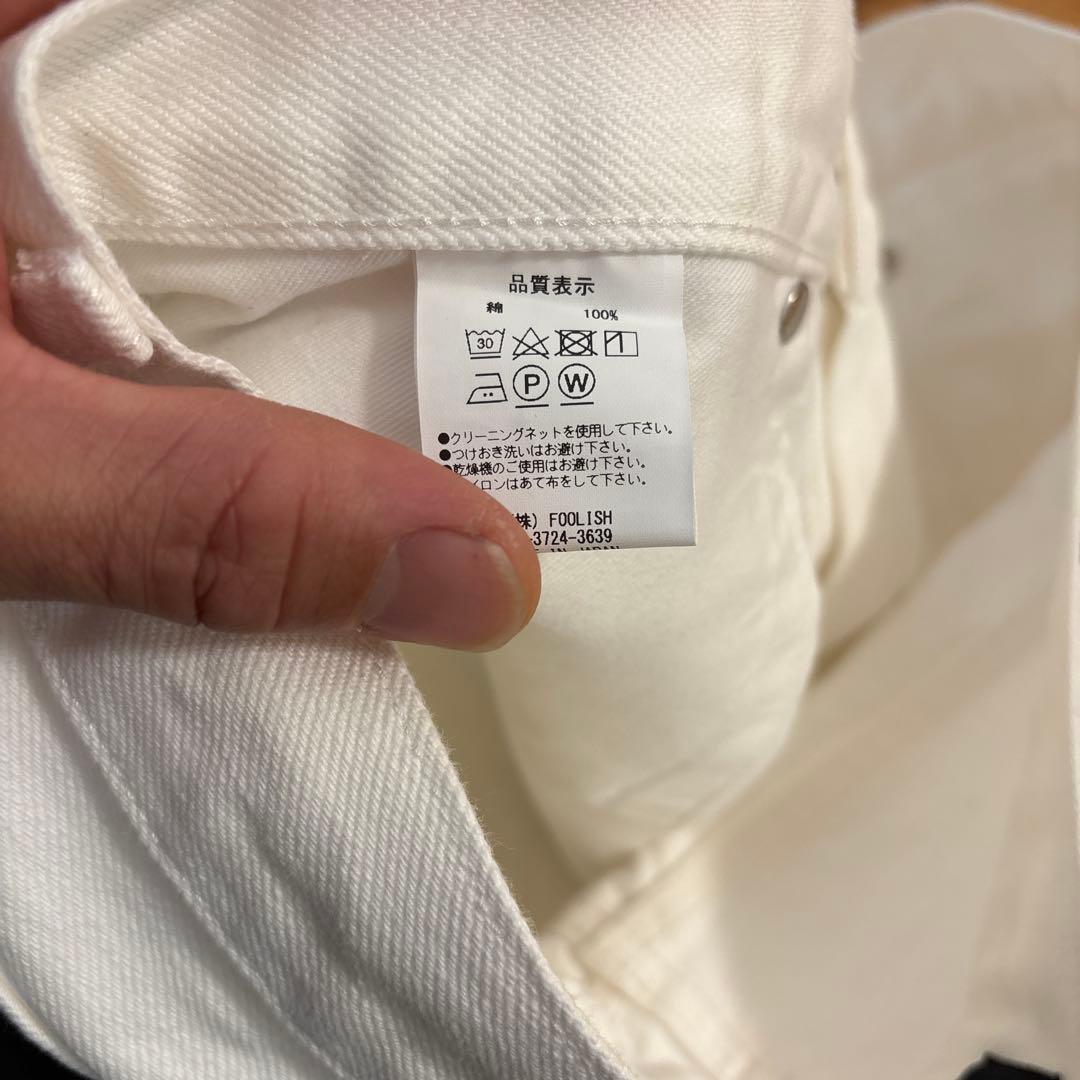 品質表示
綿 100%
30
P W
●クリーニングネットを使用して下さい。
●つけおき洗いはお避け下さい。
●乾燥機のご使用はお避け下さい。
イロンはあて布をして下さい。
(株) FOOLISH
-3724-3639
IN JAPAN